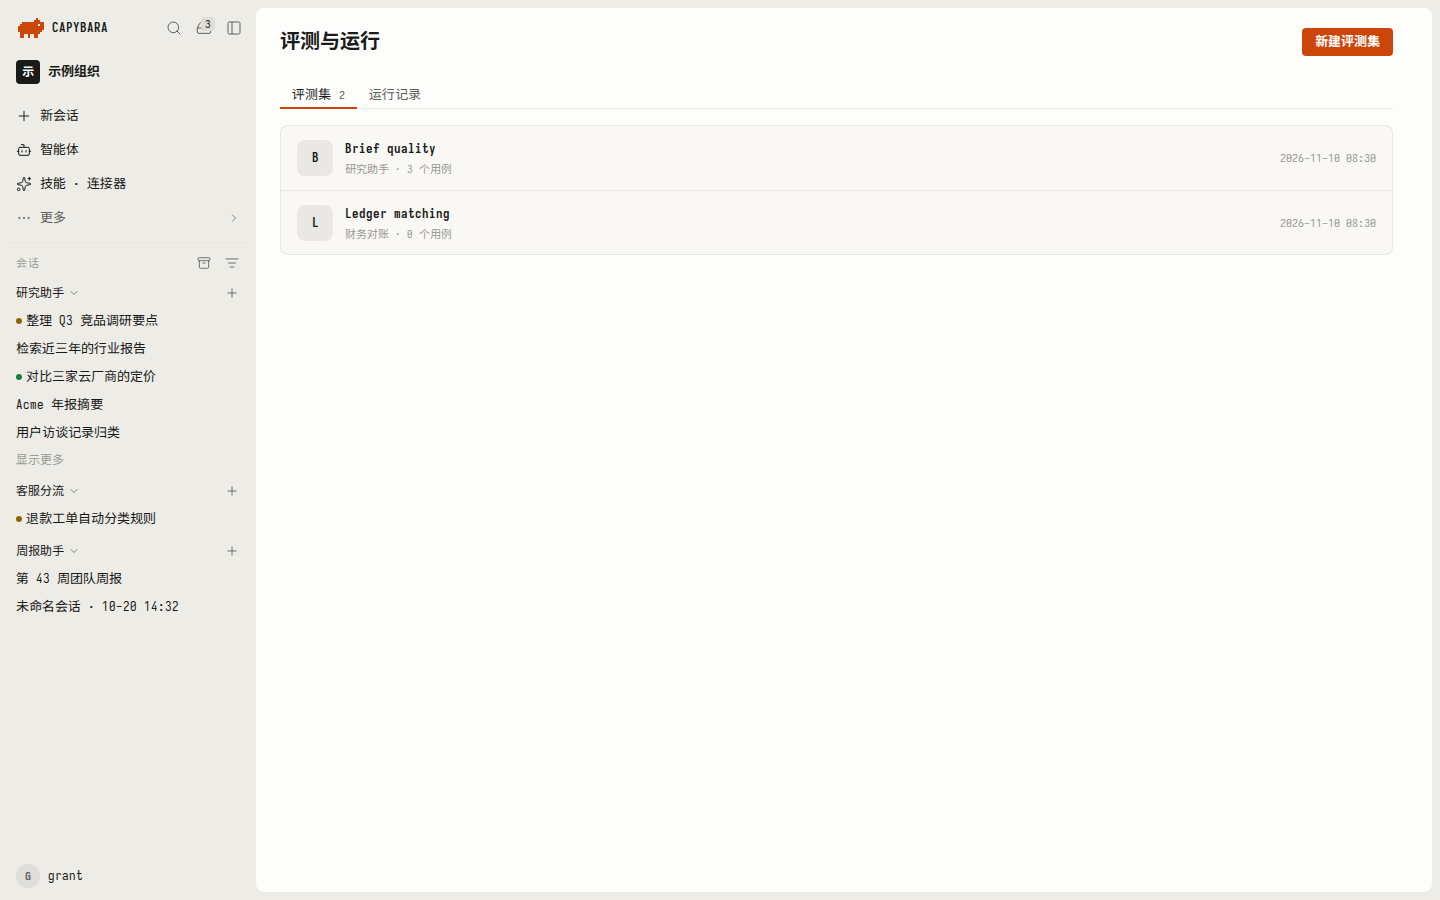 CAPYBARA
3
示 示例组织
新会话
智能体
技能 · 连接器
更多
会话
研究助手
整理 Q3 竞品调研要点
检索近三年的行业报告
对比三家云厂商的定价
Acme 年报摘要
用户访谈记录归类
显示更多
客服分流
退款工单自动分类规则
周报助手
第 43 周团队周报
未命名会话 · 10-20 14:32
G grant
评测与运行
新建评测集
评测集 2 运行记录
B
Brief quality
研究助手 · 3 个用例
2026-11-10 08:30
L
Ledger matching
财务对账 · 0 个用例
2026-11-10 08:30